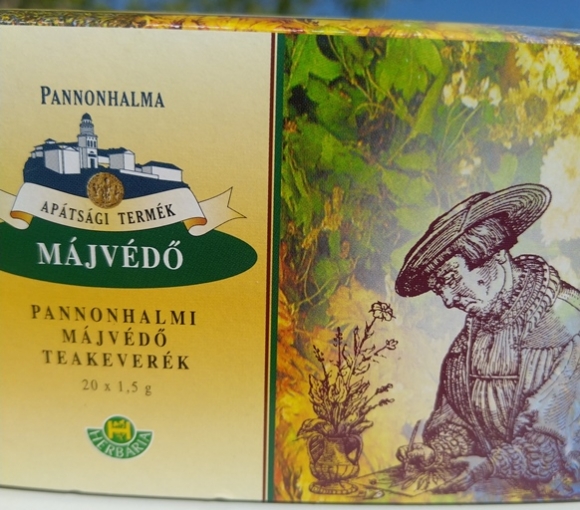 PANNONHALMA
APÁTSÁGI TERMÉK
MÁJVÉDŐ
PANNONHALMI
MÁJVÉDŐ
TEAKEVERÉK
20 x 1,5 g
HERBÁRIA